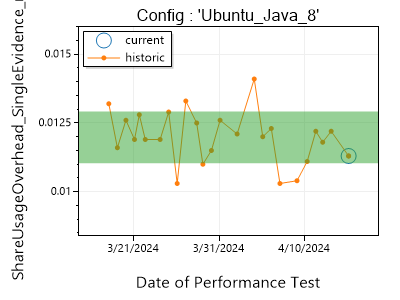 Config : 'Ubuntu_Java_8'
current
historic
0.015
0.0125
0.01
ShareUsageOverhead_SingleEvidence_
3/21/2024
3/31/2024
4/10/2024
Date of Performance Test